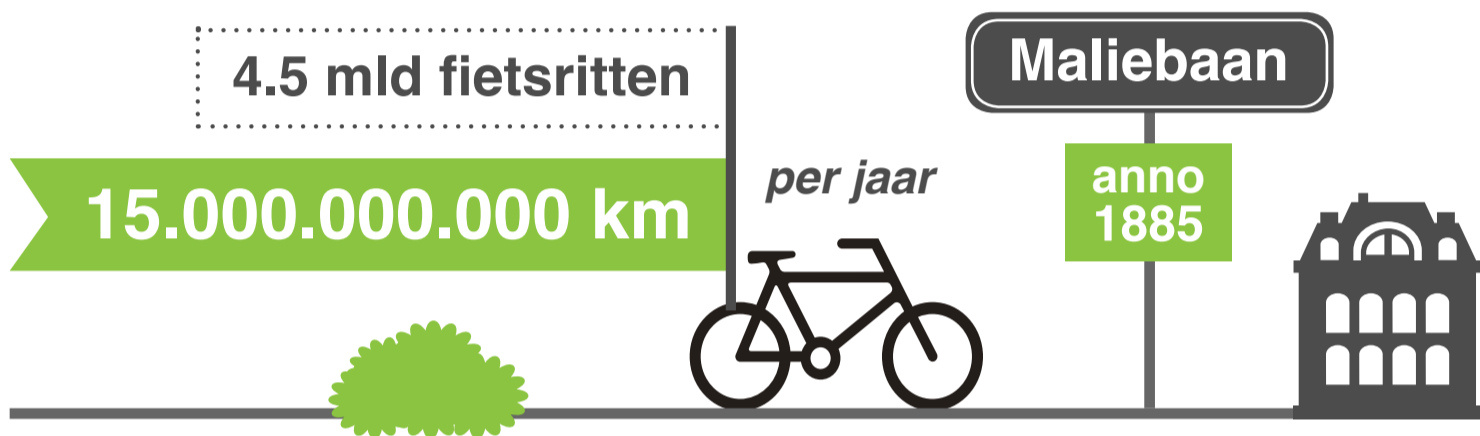 4.5 mld fietsritten
15.000.000.000 km
per jaar
Maliebaan
anno
1885